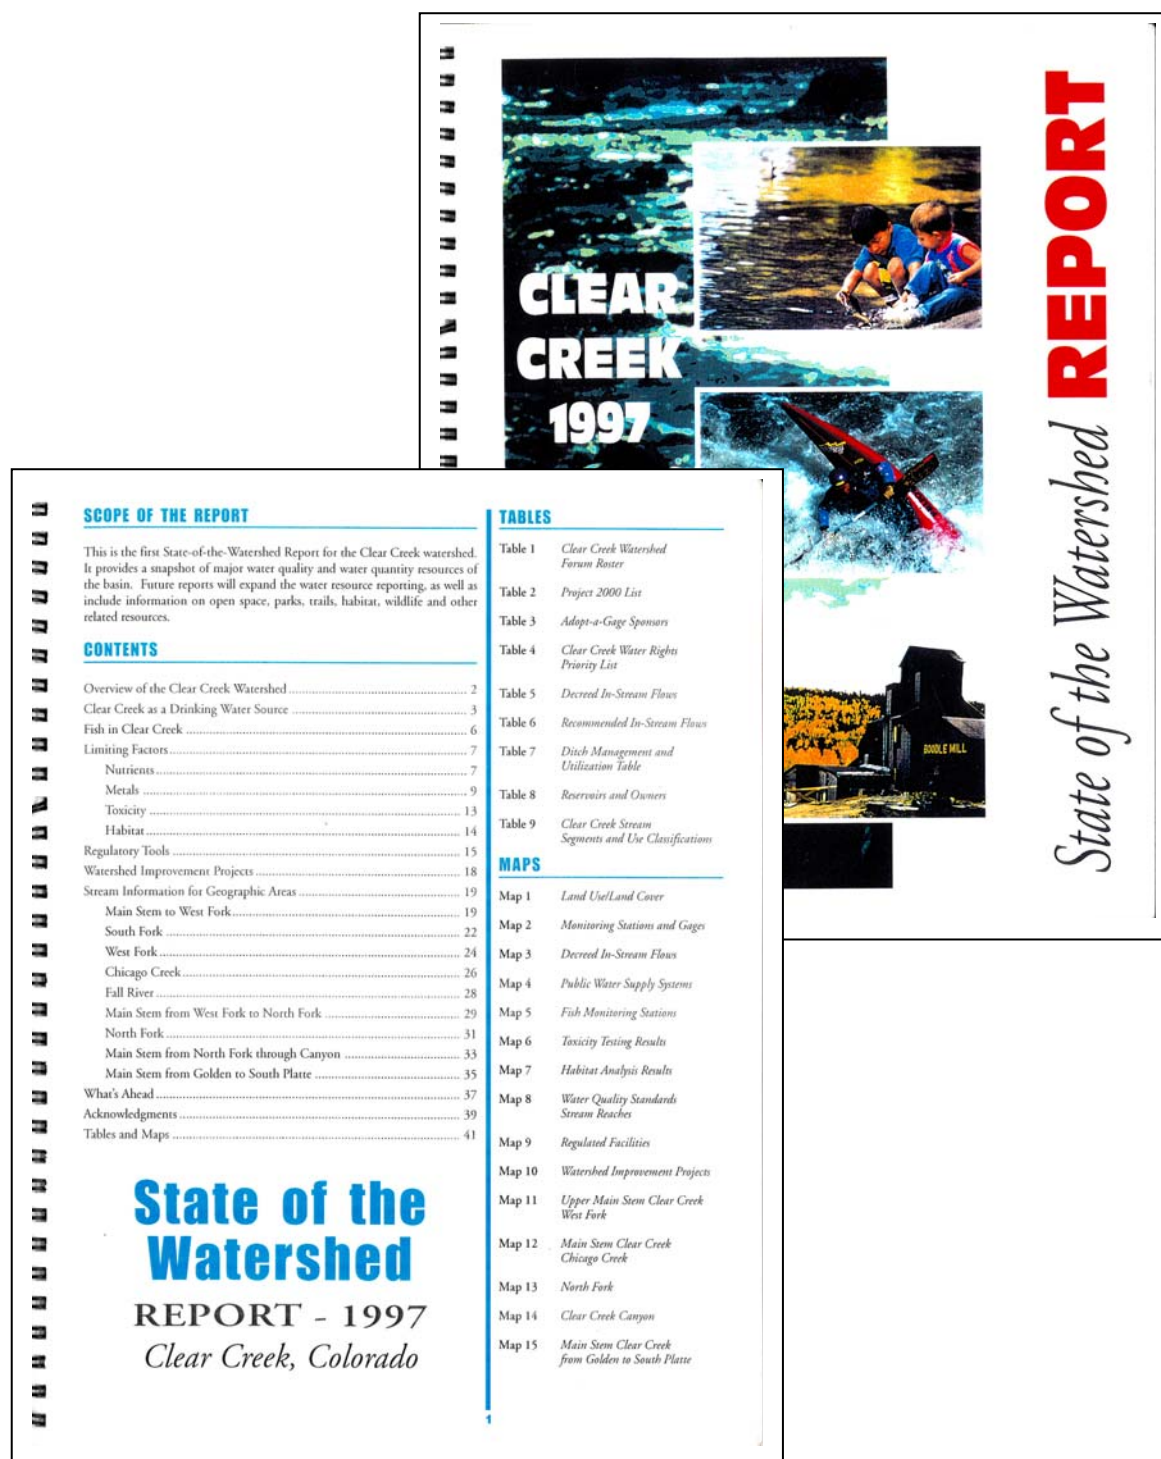 CLEAR
CREEK
1997
BOODLE MILL
State of the Watershed REPORT
SCOPE OF THE REPORT
This is the first State-of-the-Watershed Report for the Clear Creek watershed.
It provides a snapshot of major water quality and water quantity resources of
the basin. Future reports will expand the water resource reporting, as well as
include information on open space, parks, trails, habitat, wildlife and other
related resources.
CONTENTS
Overview of the Clear Creek Watershed 2
Clear Creek as a Drinking Water Source 3
Fish in Clear Creek 6
Limiting Factors 7
Nutrients 7
Metals 9
Toxicity 13
Habitat 14
Regulatory Tools 15
Watershed Improvement Projects 18
Stream Information for Geographic Areas 19
Main Stem to West Fork 19
South Fork 22
West Fork 24
Chicago Creek 26
Fall River 28
Main Stem from West Fork to North Fork 29
North Fork 31
Main Stem from North Fork through Canyon 33
Main Stem from Golden to South Platte 35
What's Ahead 37
Acknowledgments 39
Tables and Maps 41
State of the
Watershed
REPORT - 1997
Clear Creek, Colorado
TABLES
Table 1 Clear Creek Watershed
Forum Roster
Table 2 Project 2000 List
Table 3 Adopt-a-Gage Sponsors
Table 4 Clear Creek Water Rights
Priority List
Table 5 Decreed In-Stream Flows
Table 6 Recommended In-Stream Flows
Table 7 Ditch Management and
Utilization Table
Table 8 Reservoirs and Owners
Table 9 Clear Creek Stream
Segments and Use Classifications
MAPS
Map 1 Land Use/Land Cover
Map 2 Monitoring Stations and Gages
Map 3 Decreed In-Stream Flows
Map 4 Public Water Supply Systems
Map 5 Fish Monitoring Stations
Map 6 Toxicity Testing Results
Map 7 Habitat Analysis Results
Map 8 Water Quality Standards
Stream Reaches
Map 9 Regulated Facilities
Map 10 Watershed Improvement Projects
Map 11 Upper Main Stem Clear Creek
West Fork
Map 12 Main Stem Clear Creek
Chicago Creek
Map 13 North Fork
Map 14 Clear Creek Canyon
Map 15 Main Stem Clear Creek
from Golden to South Platte
1